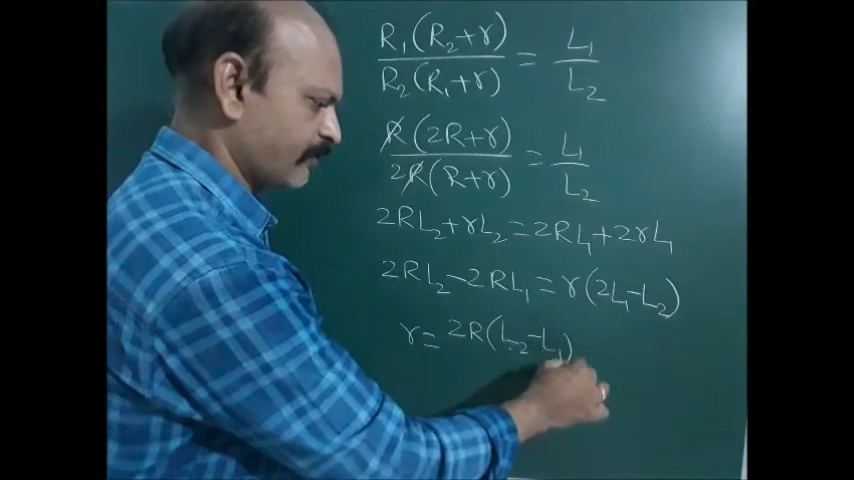 R₁(R₂+r)/R₂(R₁+r) = L₁/L₂
R(2R+r)/2R(R+r) = L₁/L₂
2RL₂+rL₂=2RL₁+2rL₁
2RL₂-2RL₁=r(2L₁-L₂)
r=2R(L₂-L₁)